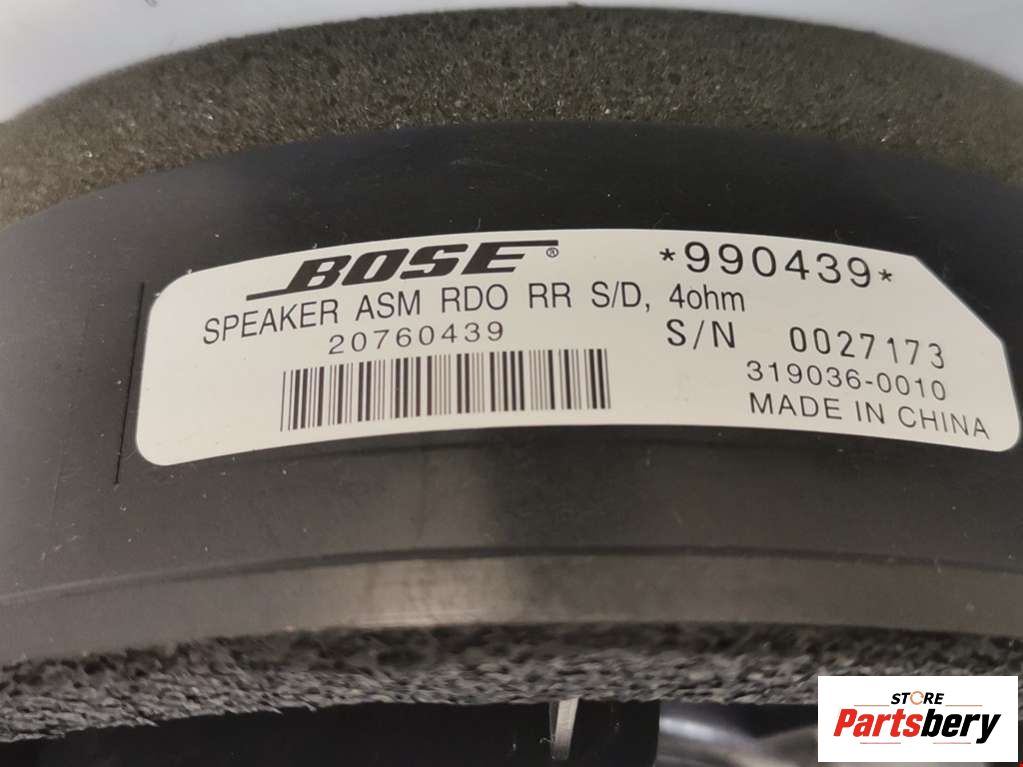 BOSE® *990439*
SPEAKER ASM RDO RR S/D, 4ohm
20760439 S/N 0027173
319036-0010
MADE IN CHINA
STORE
Partsbery